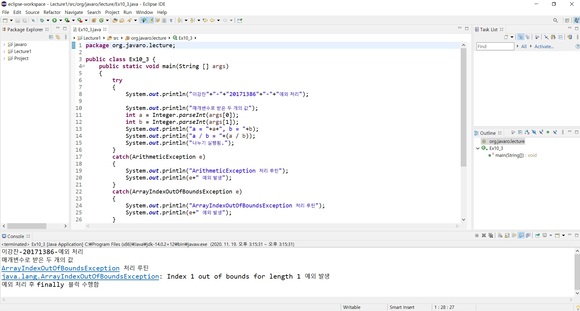 eclipse-workspace - Lecture1/src/org/javaro/lecture/Ex10_3.java - Eclipse IDE
File Edit Source Refactor Navigate Search Project Run Window Help
Package Explorer
javaro
Lecture1
Project
Ex10_3.java
Lecture1 src org.javaro.lecture Ex10_3
1 package org.javaro.lecture;
2
3 public class Ex10_3 {
4 public static void main(String [] args)
5 {
6 try
7 {
8 System.out.println("이강찬"+"-"+"20171386"+"-"+"예외 처리");
9
10 System.out.println("매개변수로 받은 두 개의 값");
11 int a = Integer.parseInt(args[0]);
12 int b = Integer.parseInt(args[1]);
13 System.out.println("a = "+a+", b = "+b);
14 System.out.println("a / b = "+(a / b));
15 System.out.println("나누기 실행됨.");
16 }
17 catch(ArithmeticException e)
18 {
19 System.out.println("ArithmeticException 처리 루틴");
20 System.out.println(e+" 예외 발생");
21 }
22 catch(ArrayIndexOutOfBoundsException e)
23 {
24 System.out.println("ArrayIndexOutOfBoundsException 처리 루틴");
25 System.out.println(e+" 예외 발생");
26 }
Task List
Find All Activate...
Outline
org.javaro.lecture
Ex10_3
main(String[]) : void
Console
<terminated> Ex10_3 [Java Application] C:#Program Files (x86)#Java#jdk-14.0.2+12#bin#javaw.exe (2020. 11. 19. 오후 3:15:31 – 오후 3:15:31)
이강찬-20171386-예외 처리
매개변수로 받은 두 개의 값
ArrayIndexOutOfBoundsException 처리 루틴
java.lang.ArrayIndexOutOfBoundsException: Index 1 out of bounds for length 1 예외 발생
예외 처리 후 finally 블럭 수행함
Writable Smart Insert 1 : 28 : 27